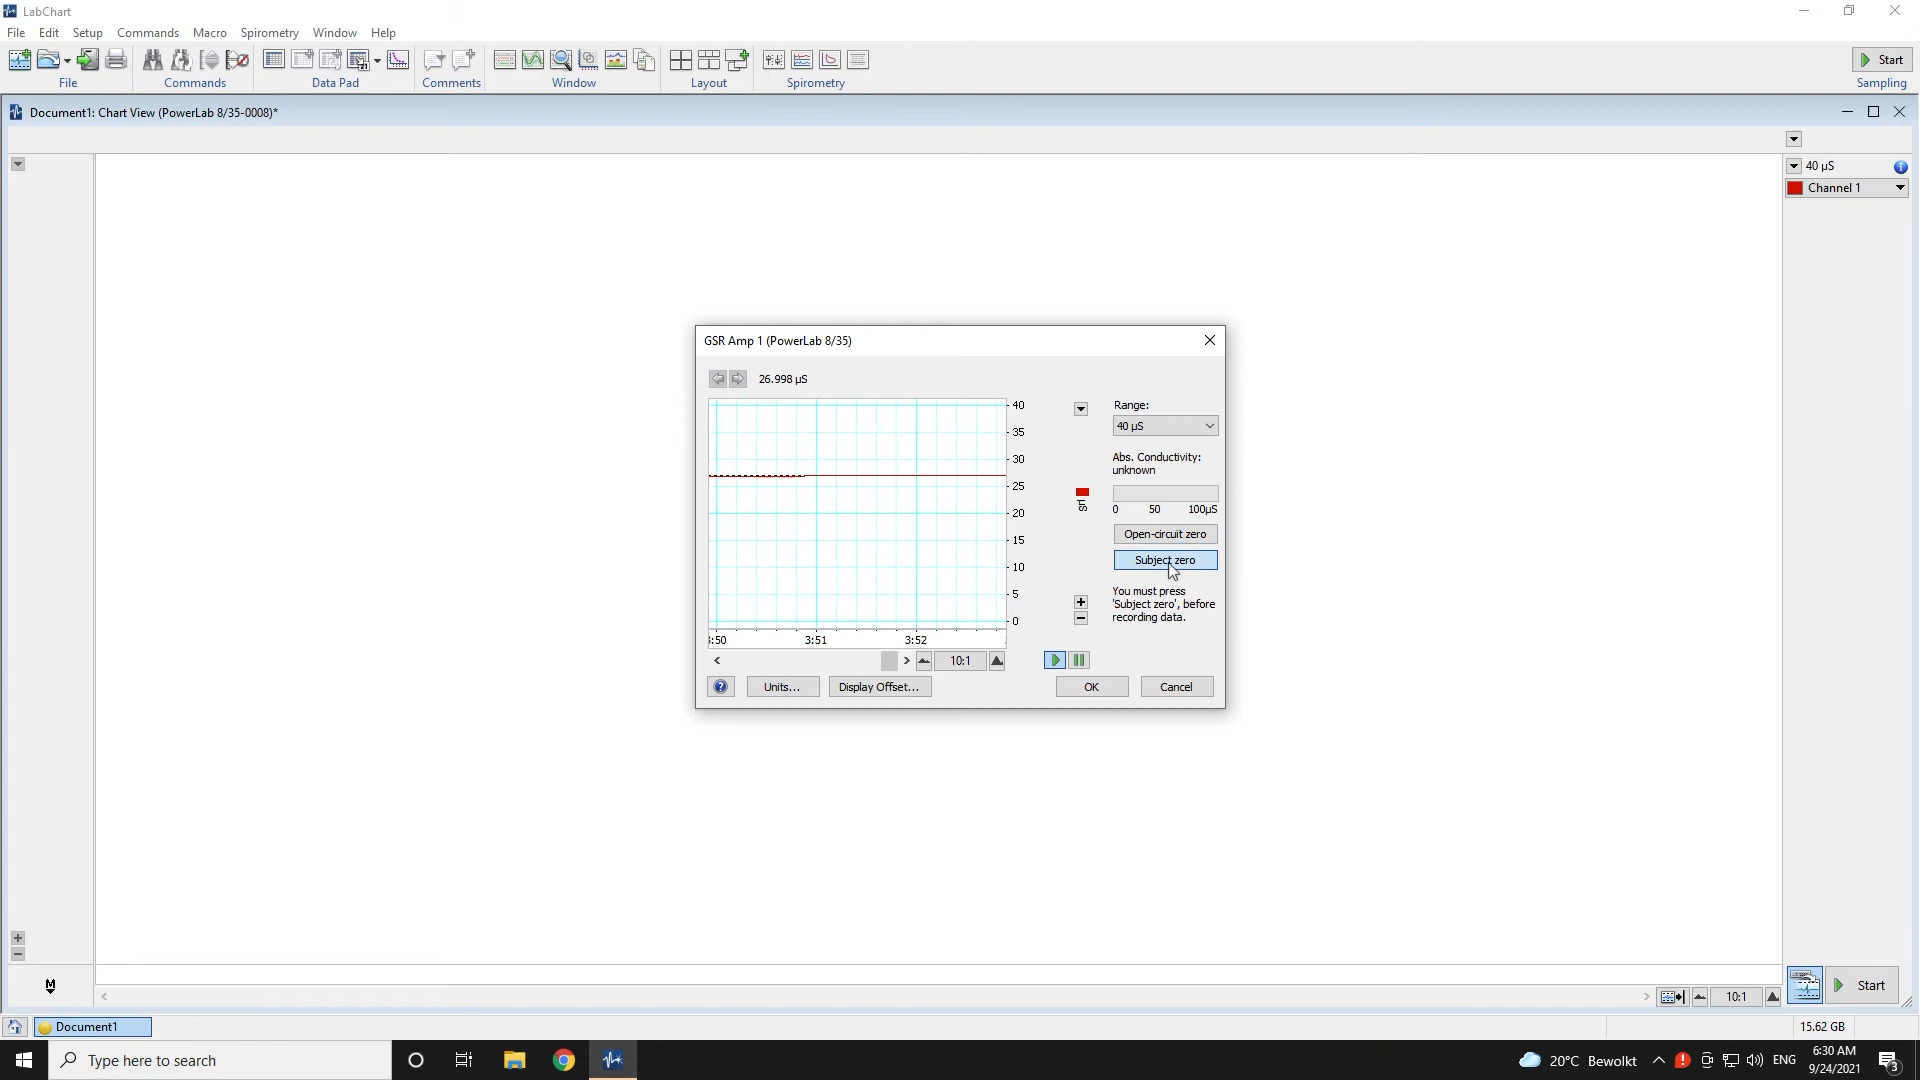 LabChart
File Edit Setup Commands Macro Spirometry Window Help
File Commands Data Pad Comments Window Layout Spirometry
Start
Sampling
Document1: Chart View (PowerLab 8/35-0008)*
40 µS
Channel 1
GSR Amp 1 (PowerLab 8/35)
26.998 µS
40
35
30
25
20
15
10
5
0
µS
Range:
40 µS
Abs. Conductivity:
unknown
0 50 100µS
Open-circuit zero
Subject zero
You must press
'Subject zero', before
recording data.
3:50 3:51 3:52
10:1
Units... Display Offset... OK Cancel
M
10:1
Start
Document1
15.62 GB
Type here to search
20°C Bewolkt
ENG
6:30 AM
9/24/2021
3